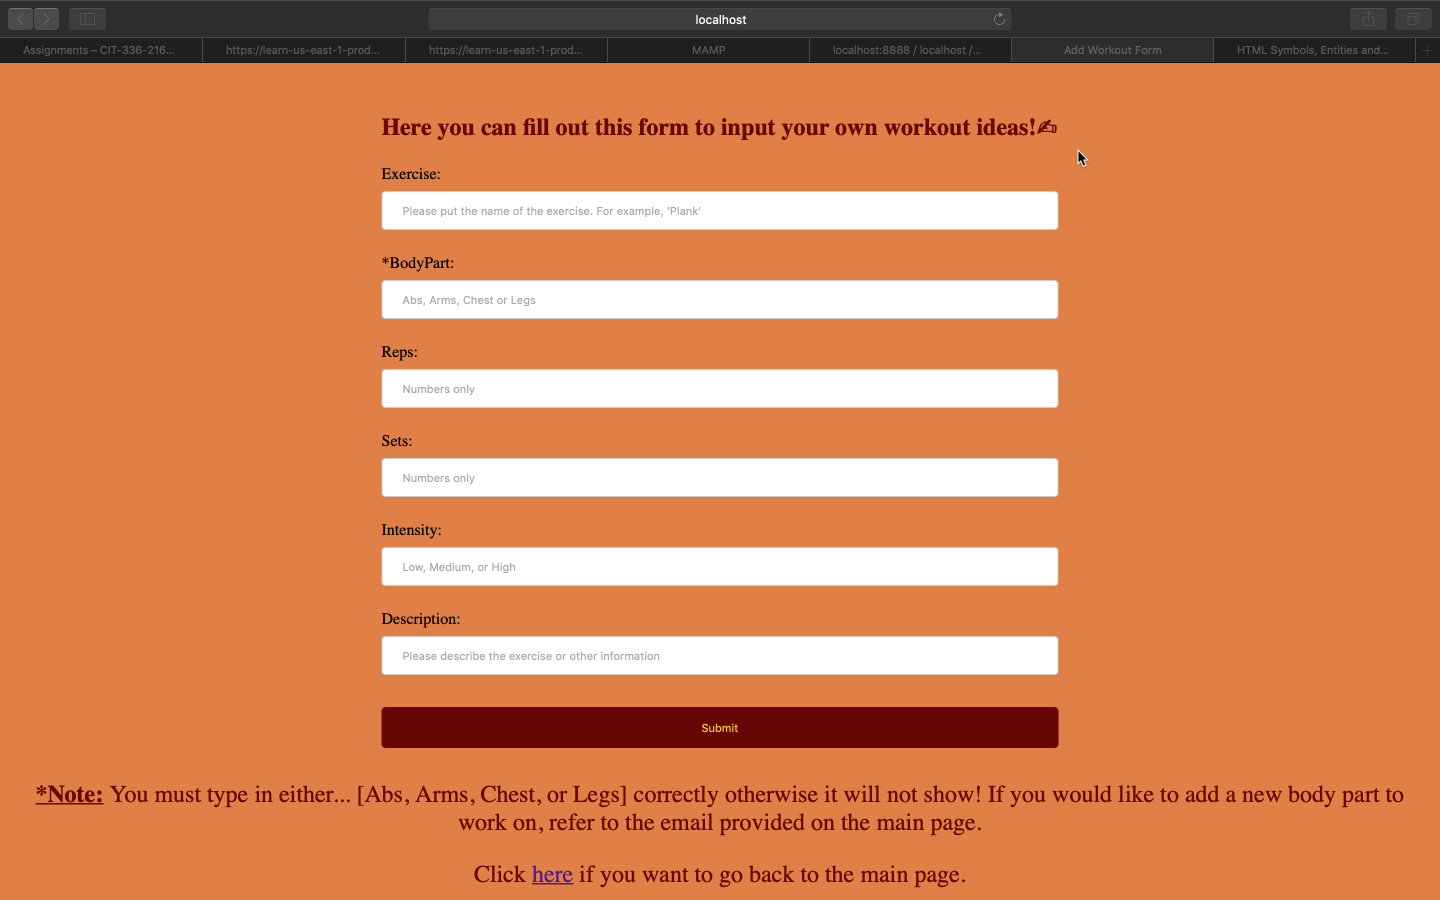 localhost
Assignments – CIT-336-216...
https://learn-us-east-1-prod...
https://learn-us-east-1-prod...
MAMP
localhost:8888 / localhost /...
Add Workout Form
HTML Symbols, Entities and...
Here you can fill out this form to input your own workout ideas!✍
Exercise:
Please put the name of the exercise. For example, 'Plank'
*BodyPart:
Abs, Arms, Chest or Legs
Reps:
Numbers only
Sets:
Numbers only
Intensity:
Low, Medium, or High
Description:
Please describe the exercise or other information
Submit
*Note: You must type in either... [Abs, Arms, Chest, or Legs] correctly otherwise it will not show! If you would like to add a new body part to
work on, refer to the email provided on the main page.
Click here if you want to go back to the main page.